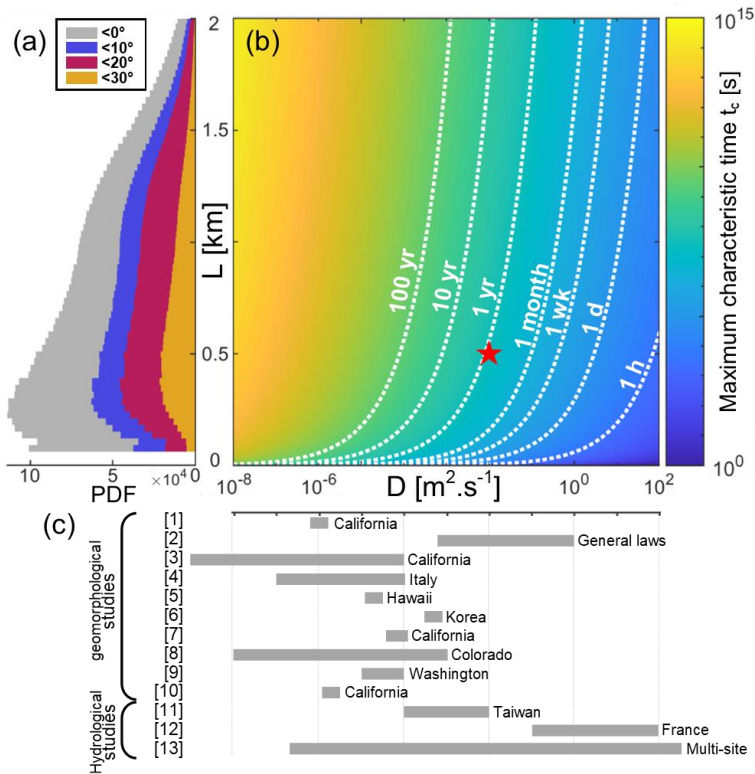 (a)
<0°
<10°
<20°
<30°
10
5
0
×10⁴
PDF
(b)
2
1.5
1
0.5
0
L [km]
100 yr
10 yr
1 yr
1 month
1 wk
1 d
1 h
10⁻⁸
10⁻⁶
10⁻⁴
10⁻²
10⁰
10²
D [m².s⁻¹]
10¹⁵
10⁰
Maximum characteristic time t꜀ [s]
(c)
geomorphological
studies
Hydrological
studies
[1] California
[2] General laws
[3] California
[4] Italy
[5] Hawaii
[6] Korea
[7] California
[8] Colorado
[9] Washington
[10] California
[11] Taiwan
[12] France
[13] Multi-site